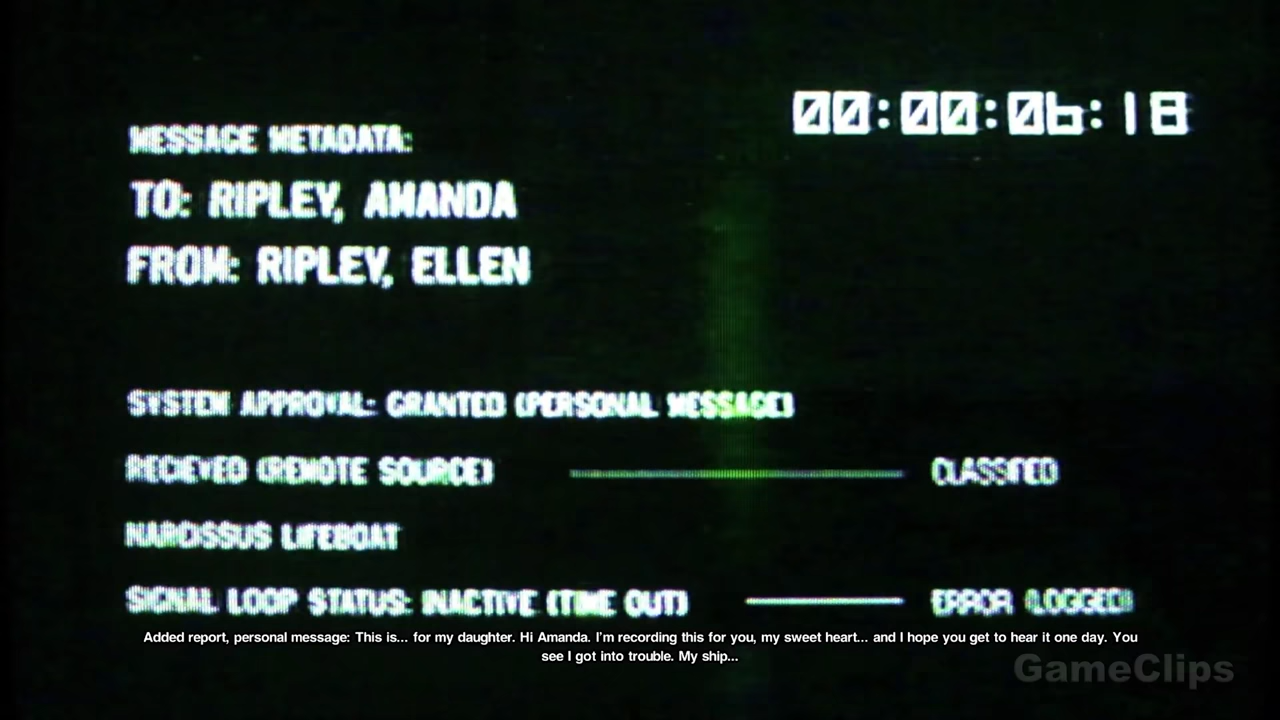 00:00:06:18
MESSAGE METADATA:
TO: RIPLEY, AMANDA
FROM: RIPLEY, ELLEN
SYSTEM APPROVAL: GRANTED (PERSONAL MESSAGE)
RECIEVED (REMOTE SOURCE) CLASSIFIED
NARCISSUS LIFEBOAT
SIGNAL LOOP STATUS: INACTIVE (TIME OUT) ERROR (LOGGED)
Added report, personal message: This is... for my daughter. Hi Amanda. I'm recording this for you, my sweet heart... and I hope you get to hear it one day. You
see I got into trouble. My ship...
GameClips